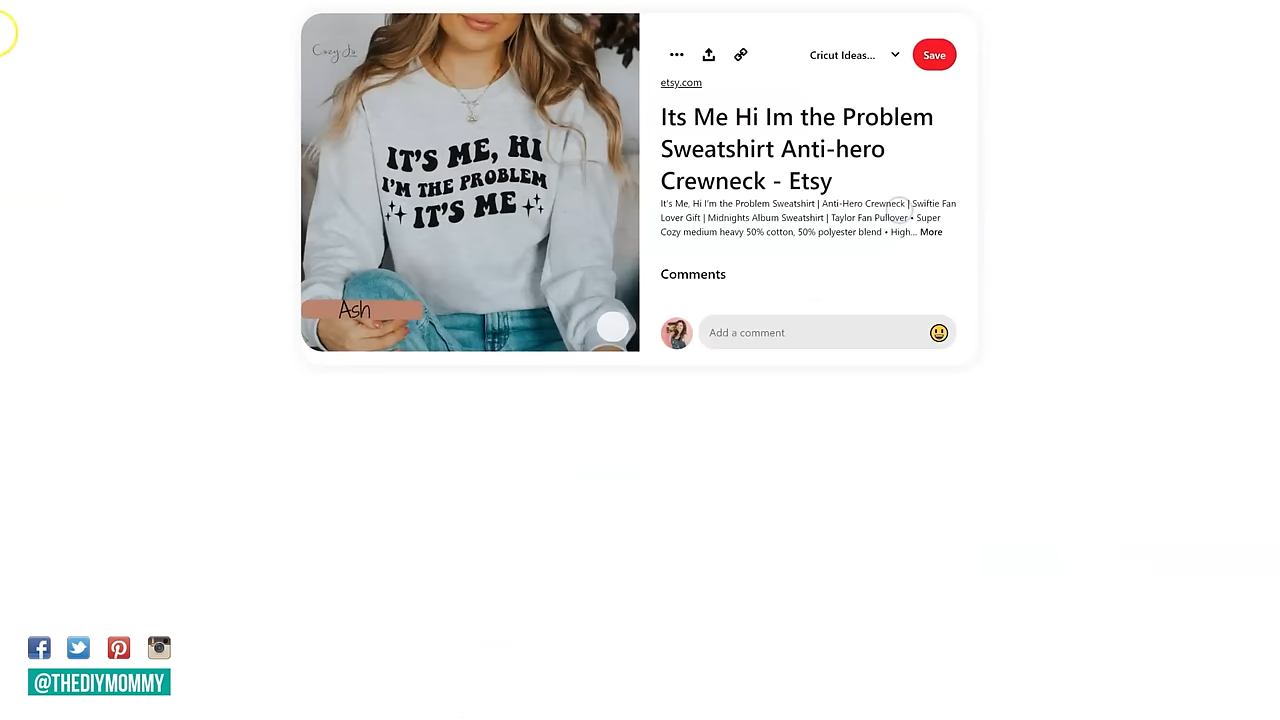 Cozy Jo
IT'S ME, HI
I'M THE PROBLEM
IT'S ME
Ash
Cricut Ideas...
Save
etsy.com
Its Me Hi Im the Problem
Sweatshirt Anti-hero
Crewneck - Etsy
It's Me, Hi I'm the Problem Sweatshirt | Anti-Hero Crewneck | Swiftie Fan
Lover Gift | Midnights Album Sweatshirt | Taylor Fan Pullover • Super
Cozy medium heavy 50% cotton, 50% polyester blend • High... More
Comments
Add a comment
@THEDIYMOMMY